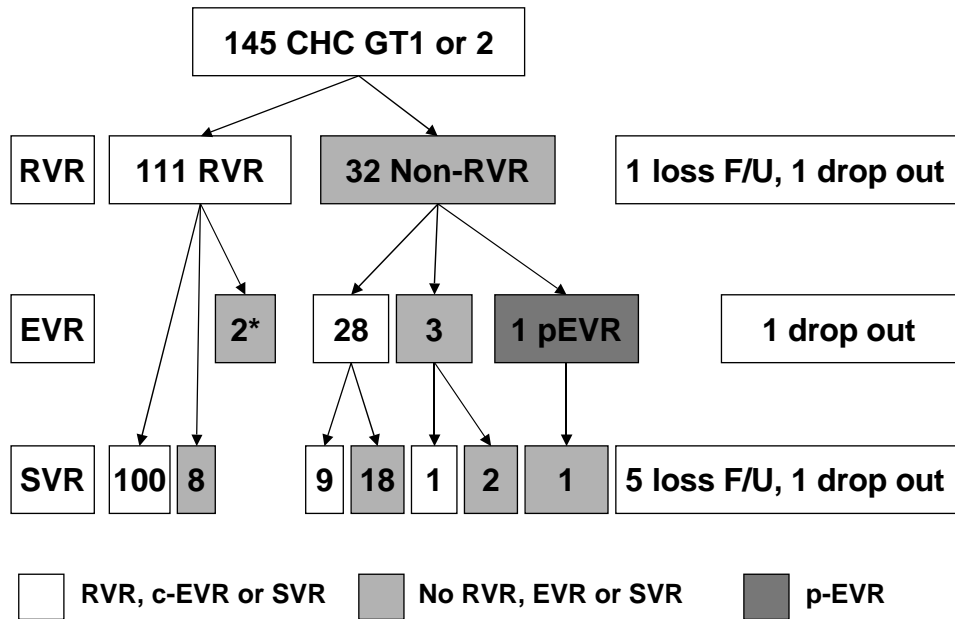 145 CHC GT1 or 2
RVR 111 RVR 32 Non-RVR 1 loss F/U, 1 drop out
EVR 2* 28 3 1 pEVR 1 drop out
SVR 100 8 9 18 1 2 1 5 loss F/U, 1 drop out
RVR, c-EVR or SVR No RVR, EVR or SVR p-EVR